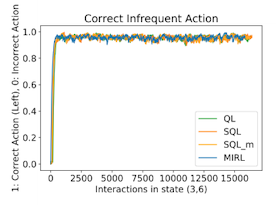 Correct Infrequent Action
1: Correct Action (Left), 0: Incorrect Action
1.0
0.8
0.6
0.4
0.2
0.0
QL
SQL
SQL_m
MIRL
0 2500 5000 7500 10000 12500 15000
Interactions in state (3,6)